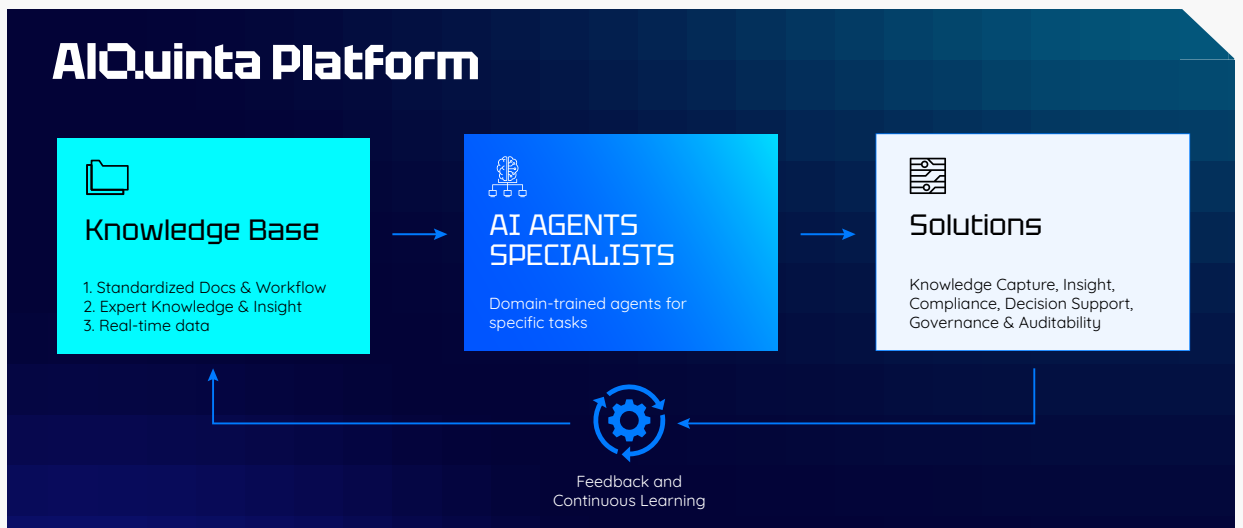 AIQuinta Platform
Knowledge Base
1. Standardized Docs & Workflow
2. Expert Knowledge & Insight
3. Real-time data
AI AGENTS
SPECIALISTS
Domain-trained agents for
specific tasks
Solutions
Knowledge Capture, Insight,
Compliance, Decision Support,
Governance & Auditability
Feedback and
Continuous Learning